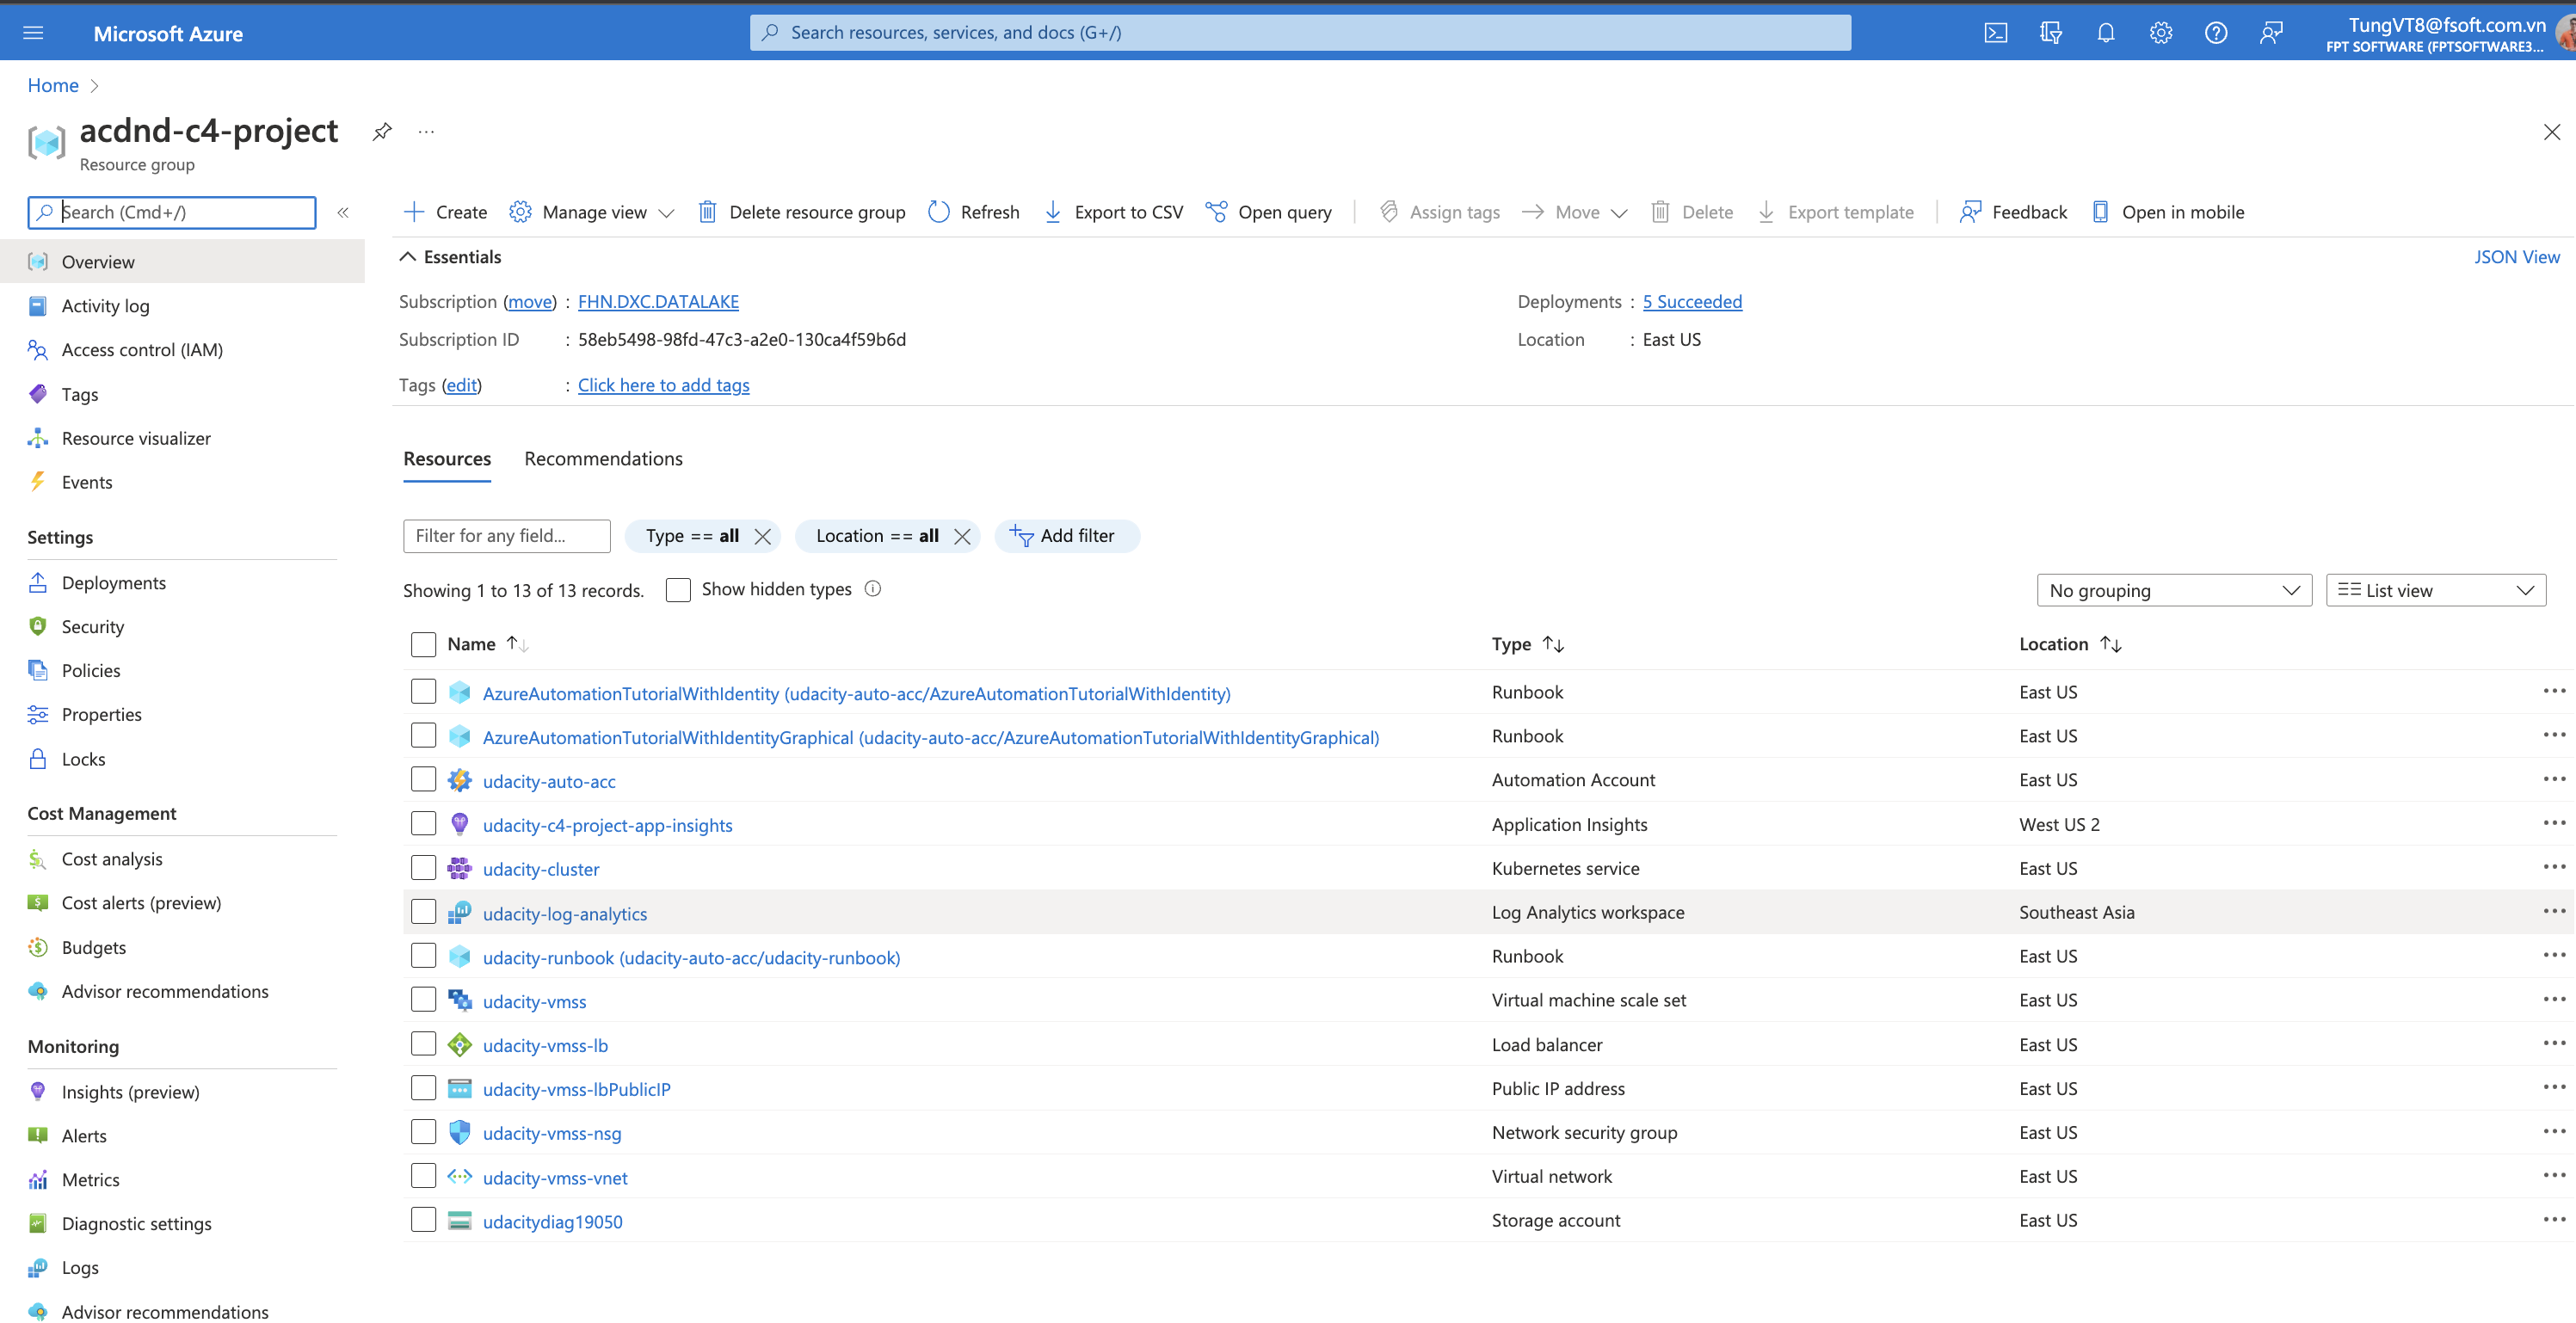 Microsoft Azure
Search resources, services, and docs (G+/)
TungVT8@fsoft.com.vn
FPT SOFTWARE (FPTSOFTWARE3...
Home
acdnd-c4-project
Resource group
Search (Cmd+/)
Create
Manage view
Delete resource group
Refresh
Export to CSV
Open query
Assign tags
Move
Delete
Export template
Feedback
Open in mobile
Overview
Activity log
Access control (IAM)
Tags
Resource visualizer
Events
Settings
Deployments
Security
Policies
Properties
Locks
Cost Management
Cost analysis
Cost alerts (preview)
Budgets
Advisor recommendations
Monitoring
Insights (preview)
Alerts
Metrics
Diagnostic settings
Logs
Advisor recommendations
Essentials
JSON View
Subscription (move) : FHN.DXC.DATALAKE
Deployments : 5 Succeeded
Subscription ID : 58eb5498-98fd-47c3-a2e0-130ca4f59b6d
Location : East US
Tags (edit) : Click here to add tags
Resources
Recommendations
Filter for any field...
Type == all
Location == all
Add filter
Showing 1 to 13 of 13 records.
Show hidden types
No grouping
List view
Name Type Location
AzureAutomationTutorialWithIdentity (udacity-auto-acc/AzureAutomationTutorialWithIdentity) Runbook East US
AzureAutomationTutorialWithIdentityGraphical (udacity-auto-acc/AzureAutomationTutorialWithIdentityGraphical) Runbook East US
udacity-auto-acc Automation Account East US
udacity-c4-project-app-insights Application Insights West US 2
udacity-cluster Kubernetes service East US
udacity-log-analytics Log Analytics workspace Southeast Asia
udacity-runbook (udacity-auto-acc/udacity-runbook) Runbook East US
udacity-vmss Virtual machine scale set East US
udacity-vmss-lb Load balancer East US
udacity-vmss-lbPublicIP Public IP address East US
udacity-vmss-nsg Network security group East US
udacity-vmss-vnet Virtual network East US
udacitydiag19050 Storage account East US